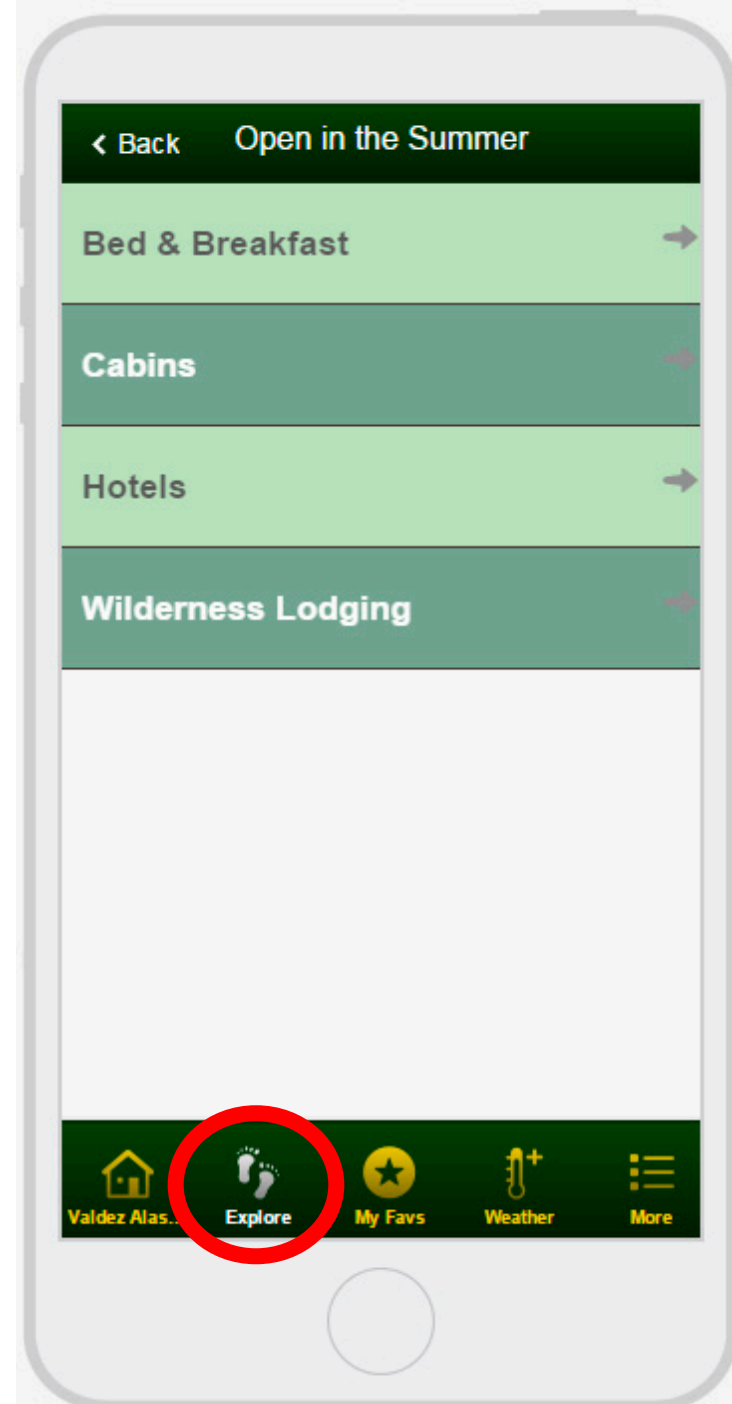 Back Open in the Summer
Bed & Breakfast
Cabins
Hotels
Wilderness Lodging
Valdez Alas.. Explore My Favs Weather More